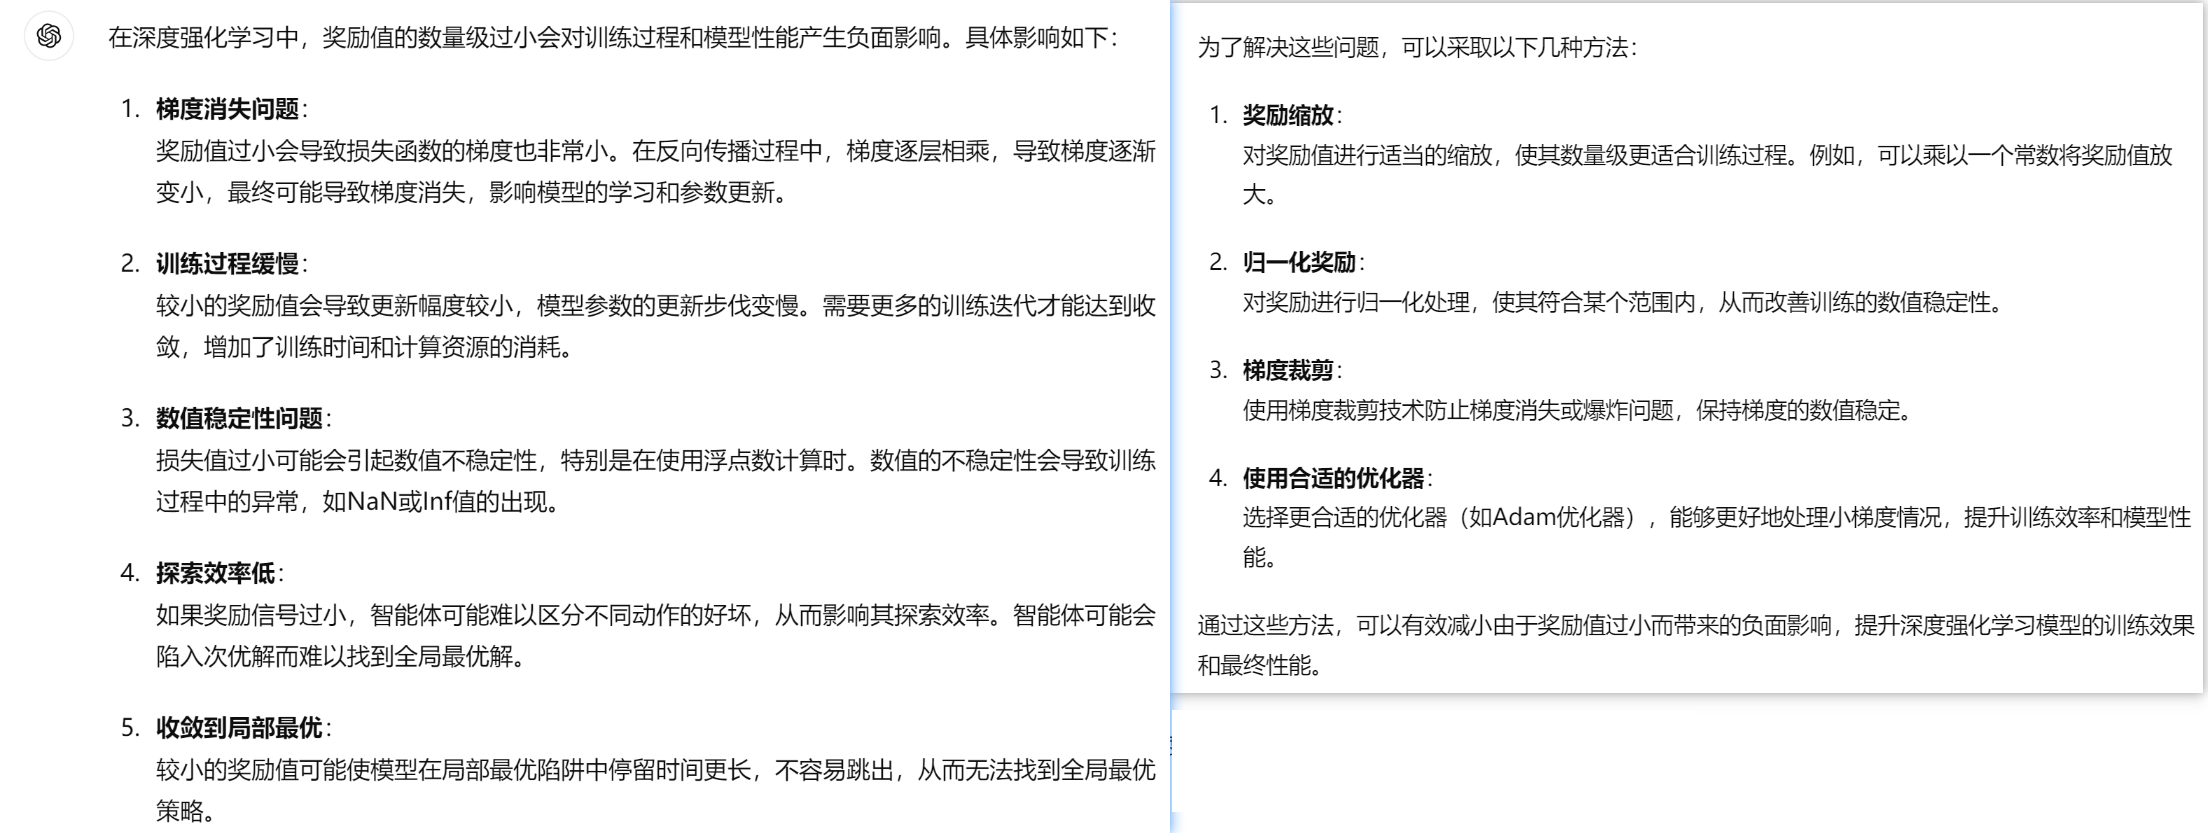 在深度强化学习中，奖励值的数量级过小会对训练过程和模型性能产生负面影响。具体影响如下：
1. 梯度消失问题：
奖励值过小会导致损失函数的梯度也非常小。在反向传播过程中，梯度逐层相乘，导致梯度逐渐
变小，最终可能导致梯度消失，影响模型的学习和参数更新。
2. 训练过程缓慢：
较小的奖励值会导致更新幅度较小，模型参数的更新步伐变慢。需要更多的训练迭代才能达到收
敛，增加了训练时间和计算资源的消耗。
3. 数值稳定性问题：
损失值过小可能会引起数值不稳定性，特别是在使用浮点数计算时。数值的不稳定性会导致训练
过程中的异常，如NaN或Inf值的出现。
4. 探索效率低：
如果奖励信号过小，智能体可能难以区分不同动作的好坏，从而影响其探索效率。智能体可能会
陷入次优解而难以找到全局最优解。
5. 收敛到局部最优：
较小的奖励值可能使模型在局部最优陷阱中停留时间更长，不容易跳出，从而无法找到全局最优
策略。
为了解决这些问题，可以采取以下几种方法：
1. 奖励缩放：
对奖励值进行适当的缩放，使其数量级更适合训练过程。例如，可以乘以一个常数将奖励值放
大。
2. 归一化奖励：
对奖励进行归一化处理，使其符合某个范围内，从而改善训练的数值稳定性。
3. 梯度裁剪：
使用梯度裁剪技术防止梯度消失或爆炸问题，保持梯度的数值稳定。
4. 使用合适的优化器：
选择更合适的优化器（如Adam优化器），能够更好地处理小梯度情况，提升训练效率和模型性
能。
通过这些方法，可以有效减小由于奖励值过小而带来的负面影响，提升深度强化学习模型的训练效果
和最终性能。